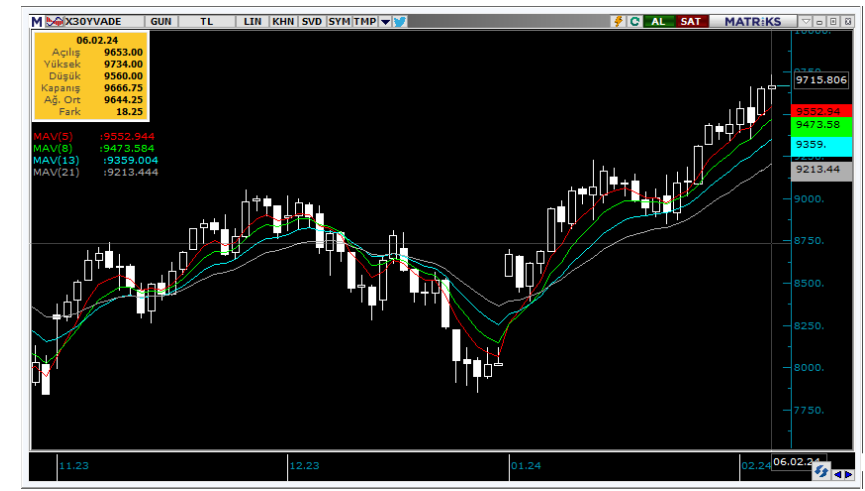 M X30YVADE GUN TL LIN KHN SVD SYM TMP C AL SAT MATRiKS
06.02.24
Açılış 9653.00
Yüksek 9734.00
Düşük 9560.00
Kapanış 9666.75
Ağ. Ort 9644.25
Fark 18.25
MAV(5) :9552.944
MAV(8) :9473.584
MAV(13) :9359.004
MAV(21) :9213.444
9715.806
9552.94
9473.58
9359.
9213.44
9000.
8750.
8500.
8250.
8000.
7750.
11.23 12.23 01.24 02.24 06.02.24